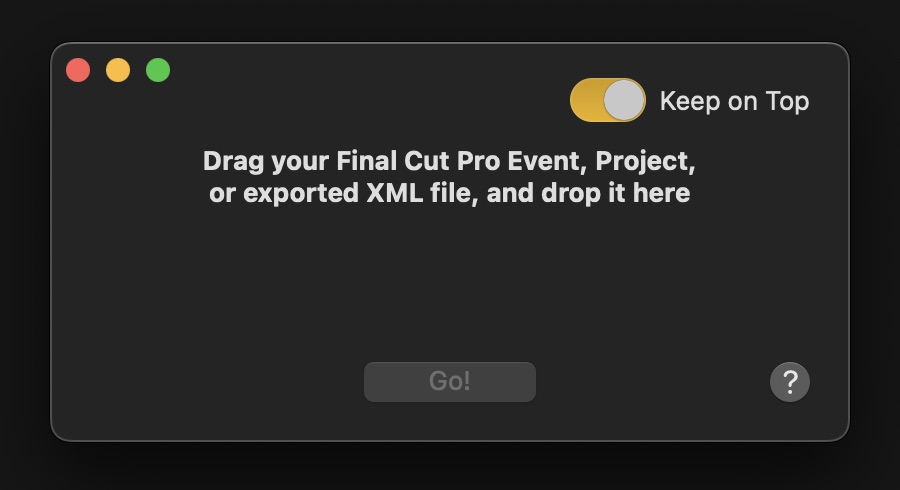 Keep on Top
Drag your Final Cut Pro Event, Project,
or exported XML file, and drop it here
Go!
?